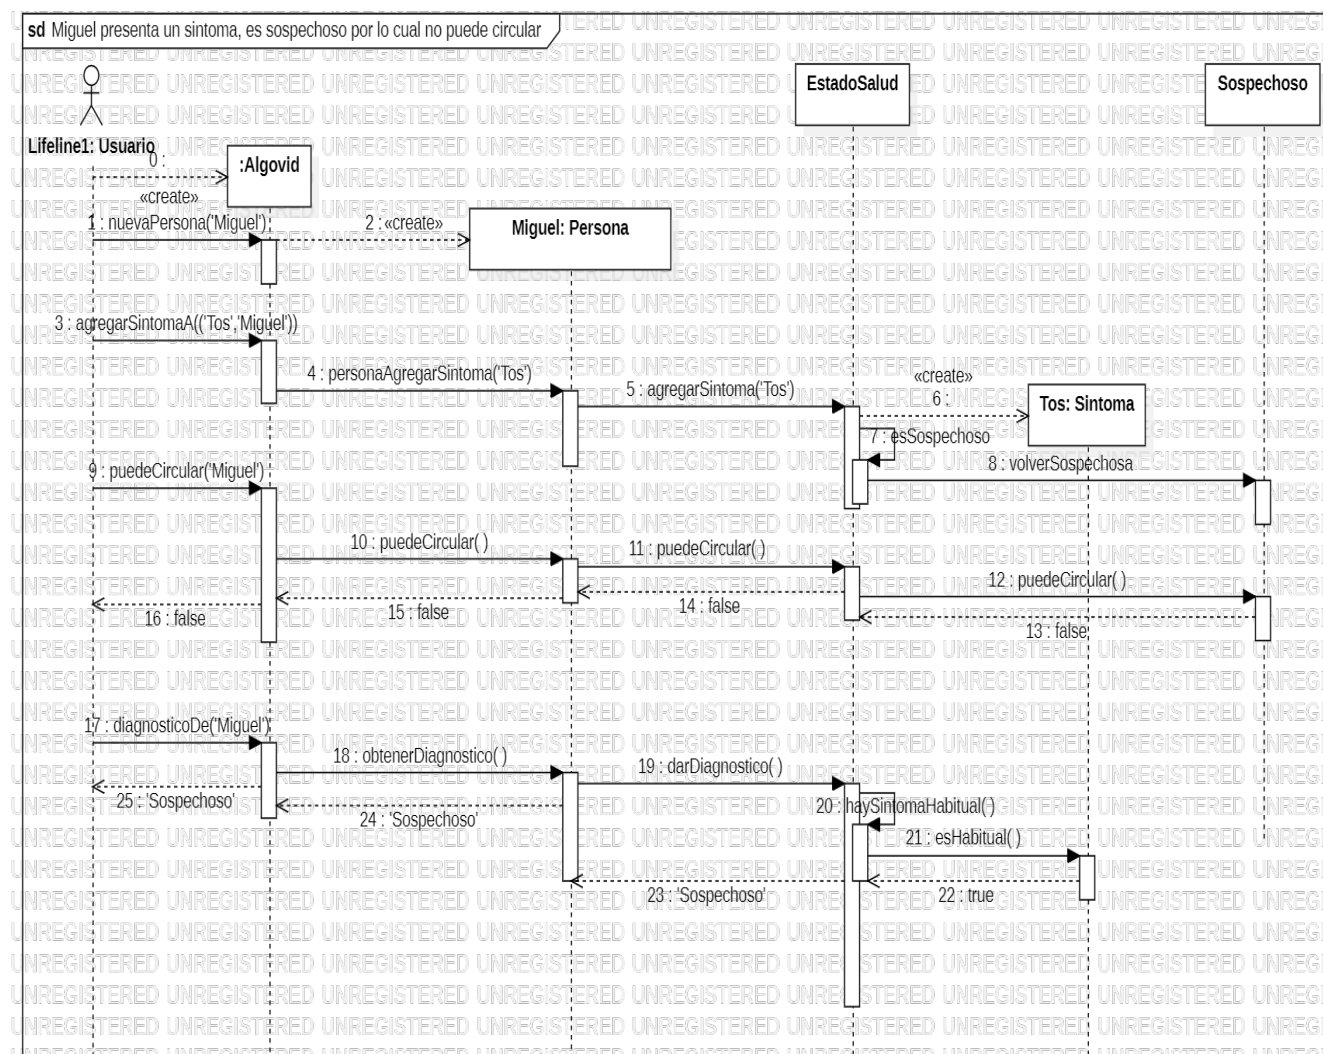 sd Miguel presenta un sintoma, es sospechoso por lo cual no puede circular
EstadoSalud
Sospechoso
Lifeline1: Usuario
0 :
:Algovid
«create»
1 : nuevaPersona('Miguel')
2 : «create»
Miguel: Persona
3 : agregarSintomaA(('Tos','Miguel'))
4 : personaAgregarSintoma('Tos')
5 : agregarSintoma('Tos')
«create»
6 :
Tos: Sintoma
7 : esSospechoso
8 : volverSospechosa
9 : puedeCircular('Miguel')
10 : puedeCircular( )
11 : puedeCircular( )
12 : puedeCircular( )
13 : false
14 : false
15 : false
16 : false
17 : diagnosticoDe('Miguel')
18 : obtenerDiagnostico( )
19 : darDiagnostico( )
20 : haySintomaHabitual( )
21 : esHabitual( )
22 : true
23 : 'Sospechoso'
24 : 'Sospechoso'
25 : 'Sospechoso'
UNREGISTERED